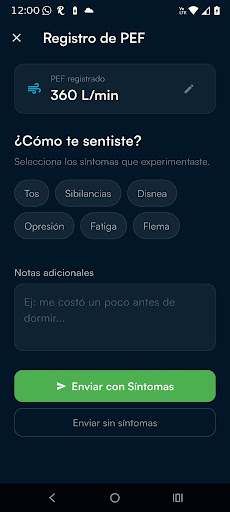 12:00
Registro de PEF
PEF registrado
360 L/min
¿Cómo te sentiste?
Selecciona los síntomas que experimentaste.
Tos
Sibilancias
Disnea
Opresión
Fatiga
Flema
Notas adicionales
Ej: me costó un poco antes de
dormir...
Enviar con Síntomas
Enviar sin síntomas